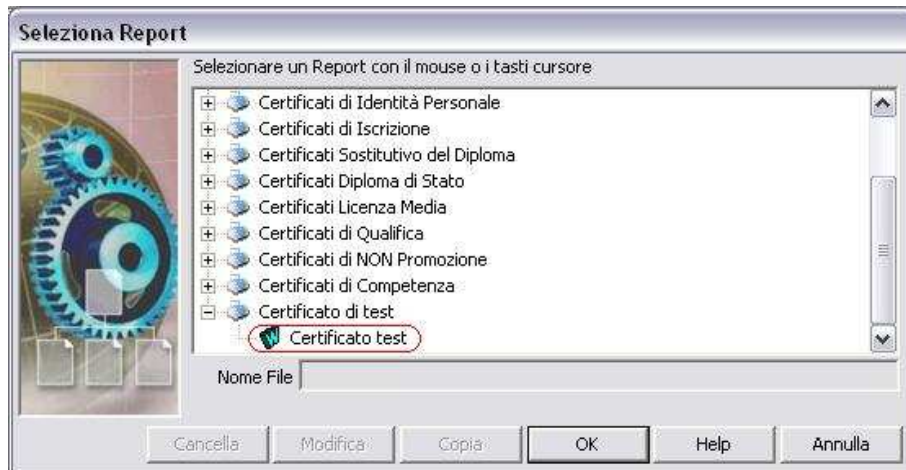 Seleziona Report
Selezionare un Report con il mouse o i tasti cursore
Certificati di Identità Personale
Certificati di Iscrizione
Certificati Sostitutivo del Diploma
Certificati Diploma di Stato
Certificati Licenza Media
Certificati di Qualifica
Certificati di NON Promozione
Certificati di Competenza
Certificato di test
Certificato test
Nome File
Cancella Modifica Copia OK Help Annulla